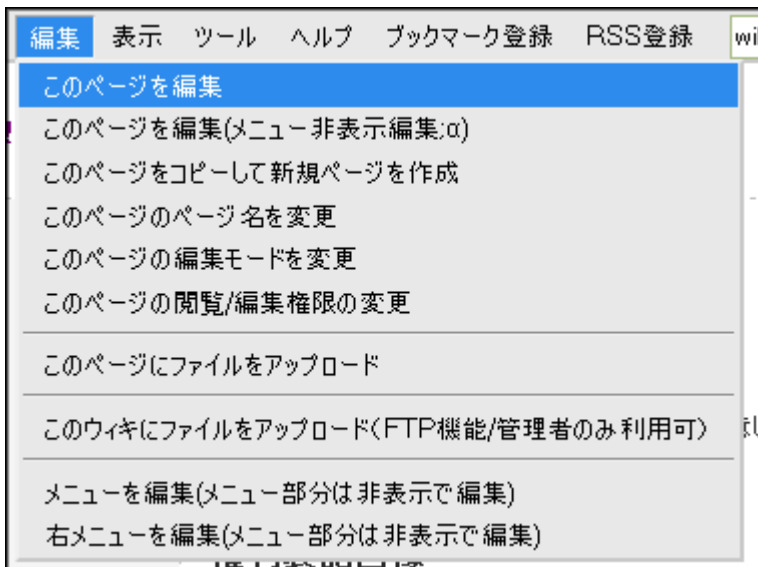 編集 表示 ツール ヘルプ ブックマーク登録 RSS登録
このページを編集
このページを編集(メニュー非表示編集;α)
このページをコピーして新規ページを作成
このページのページ名を変更
このページの編集モードを変更
このページの閲覧/編集権限の変更
このページにファイルをアップロード
このウィキにファイルをアップロード(FTP機能/管理者のみ利用可)
メニューを編集(メニュー部分は非表示で編集)
右メニューを編集(メニュー部分は非表示で編集)